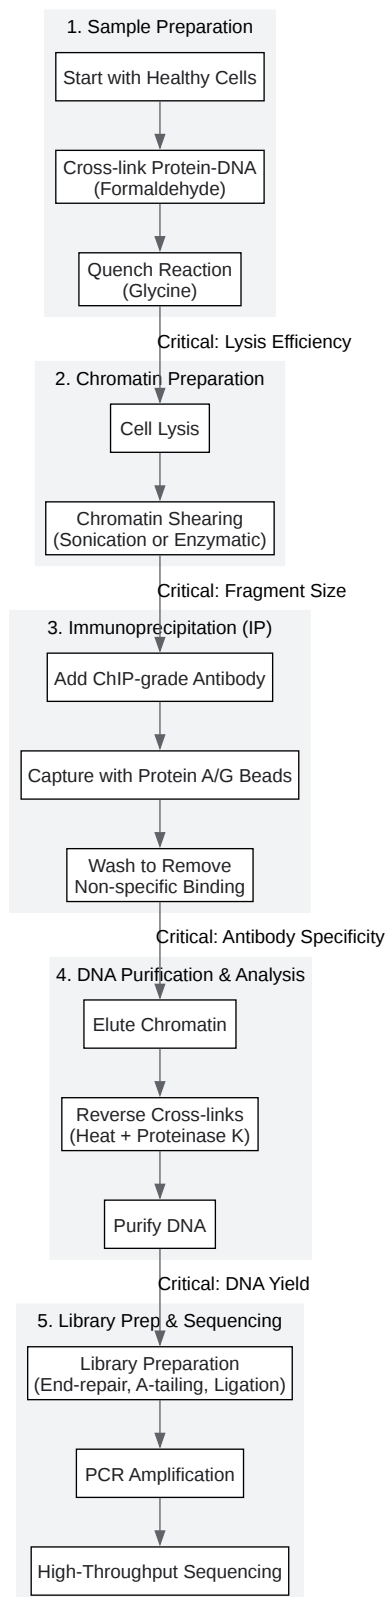 1. Sample Preparation
Start with Healthy Cells
Cross-link Protein-DNA
(Formaldehyde)
Quench Reaction
(Glycine)
Critical: Lysis Efficiency
2. Chromatin Preparation
Cell Lysis
Chromatin Shearing
(Sonication or Enzymatic)
Critical: Fragment Size
3. Immunoprecipitation (IP)
Add ChIP-grade Antibody
Capture with Protein A/G Beads
Wash to Remove
Non-specific Binding
Critical: Antibody Specificity
4. DNA Purification & Analysis
Elute Chromatin
Reverse Cross-links
(Heat + Proteinase K)
Purify DNA
Critical: DNA Yield
5. Library Prep & Sequencing
Library Preparation
(End-repair, A-tailing, Ligation)
PCR Amplification
High-Throughput Sequencing